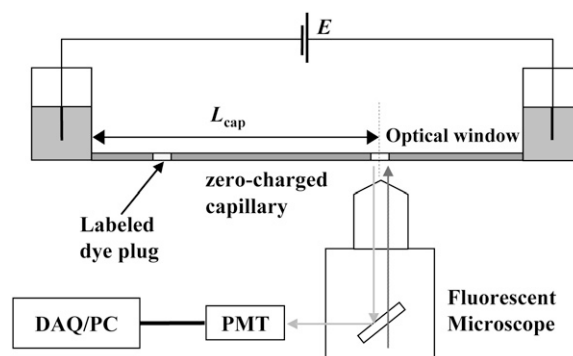 E
L_cap
Optical window
zero-charged
capillary
Labeled
dye plug
Fluorescent
Microscope
DAQ/PC
PMT